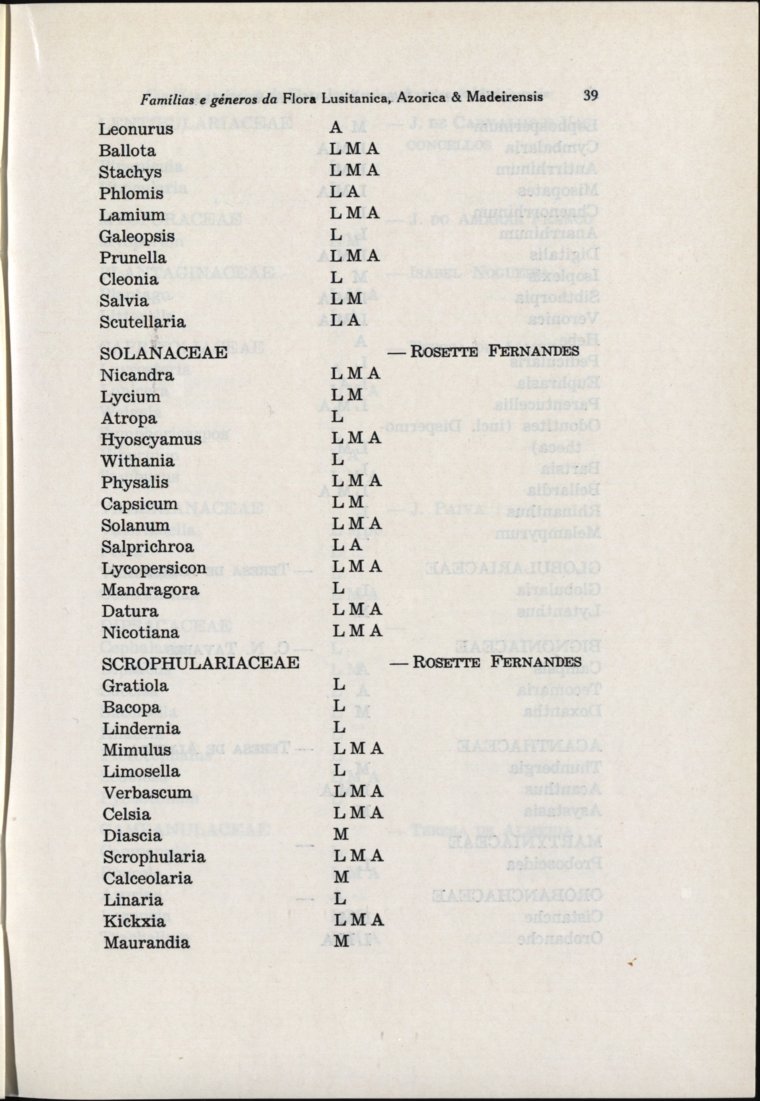 Famílias e géneros da Flora Lusitanica, Azorica & Madeirensis 39
Leonurus A
Ballota L M A
Stachys L M A
Phlomis L A
Lamium L M A
Galeopsis L
Prunella L M A
Cleonia L
Salvia L M
Scutellaria L A
SOLANACEAE — ROSETTE FERNANDES
Nicandra L M A
Lycium L M
Atropa L
Hyoscyamus L M A
Withania L
Physalis L M A
Capsicum L M
Solanum L M A
Salprichroa L A
Lycopersicon L M A
Mandragora L
Datura L M A
Nicotiana L M A
SCROPHULARIACEAE — ROSETTE FERNANDES
Gratiola L
Bacopa L
Lindernia L
Mimulus L M A
Limosella L
Verbascum L M A
Celsia L M A
Diascia M
Scrophularia L M A
Calceolaria M
Linaria L
Kickxia L M A
Maurandia M